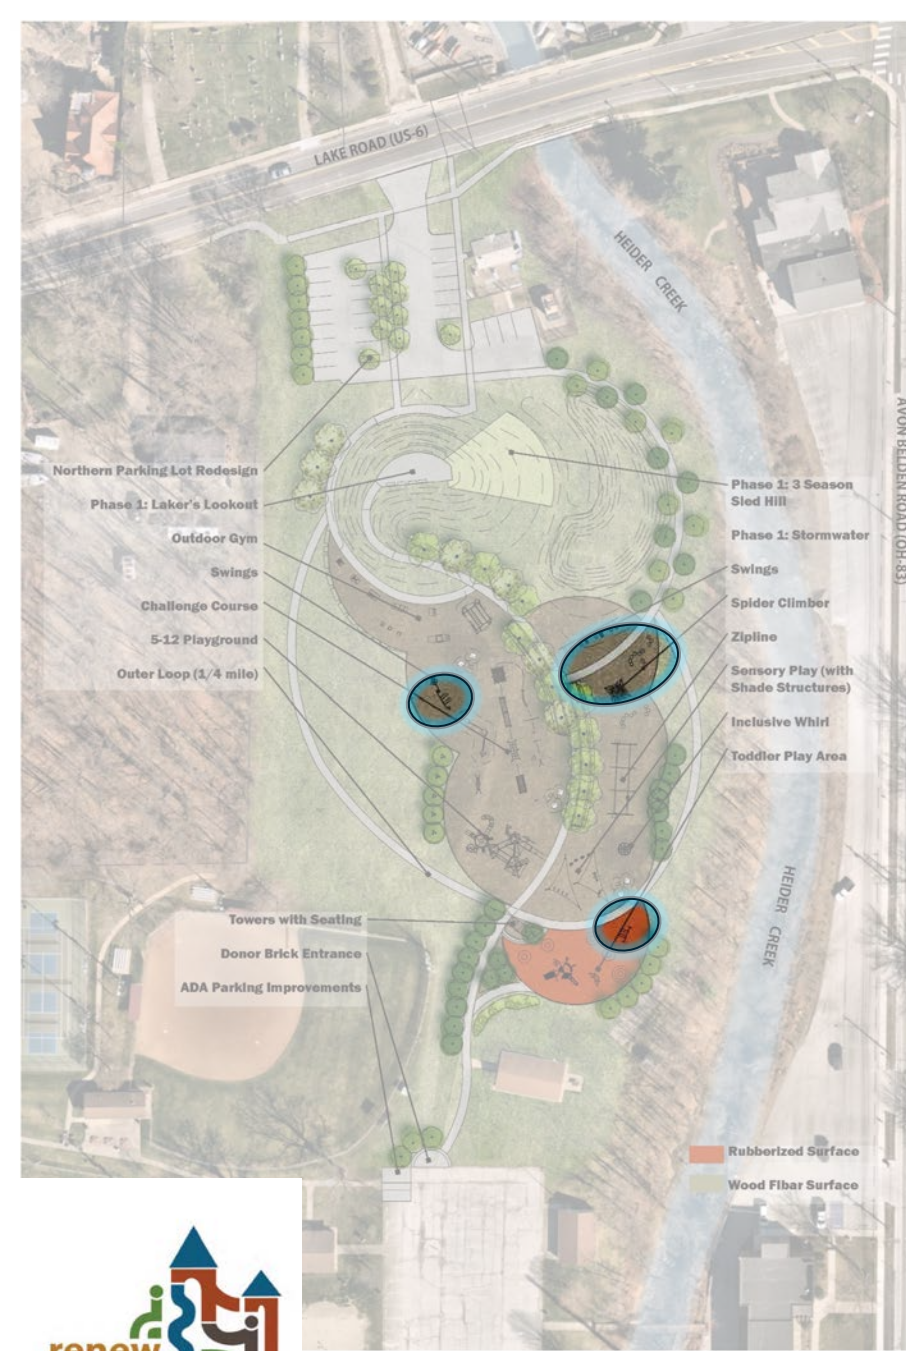 LAKE ROAD (US-6)
HEIDER CREEK
AVON BELDEN ROAD (OH-83)
Northern Parking Lot Redesign
Phase 1: Laker's Lookout
Outdoor Gym
Swings
Challenge Course
5-12 Playground
Outer Loop (1/4 mile)
Phase 1: 3 Season
Sled Hill
Phase 1: Stormwater
Swings
Spider Climber
Zipline
Sensory Play (with
Shade Structures)
Inclusive Whirl
Toddler Play Area
Towers with Seating
Donor Brick Entrance
ADA Parking Improvements
HEIDER CREEK
Rubberized Surface
Wood Fibar Surface
renew